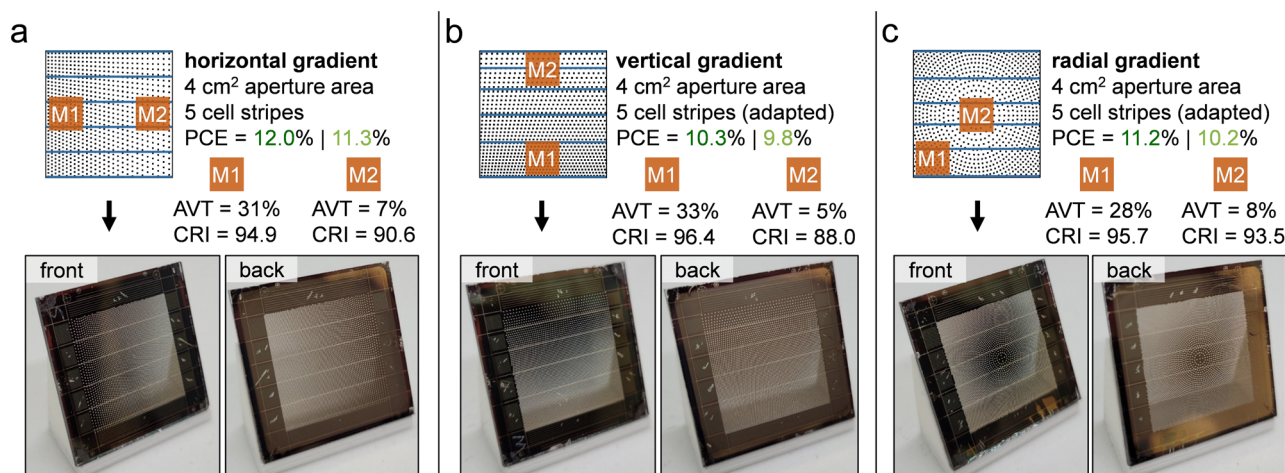 a
horizontal gradient
4 cm² aperture area
5 cell stripes
PCE = 12.0% | 11.3%
M1
M2
M1
M2
AVT = 31%
CRI = 94.9
AVT = 7%
CRI = 90.6
front
back
b
vertical gradient
4 cm² aperture area
5 cell stripes (adapted)
PCE = 10.3% | 9.8%
M2
M1
M1
M2
AVT = 33%
CRI = 96.4
AVT = 5%
CRI = 88.0
front
back
c
radial gradient
4 cm² aperture area
5 cell stripes (adapted)
PCE = 11.2% | 10.2%
M2
M1
M1
M2
AVT = 28%
CRI = 95.7
AVT = 8%
CRI = 93.5
front
back